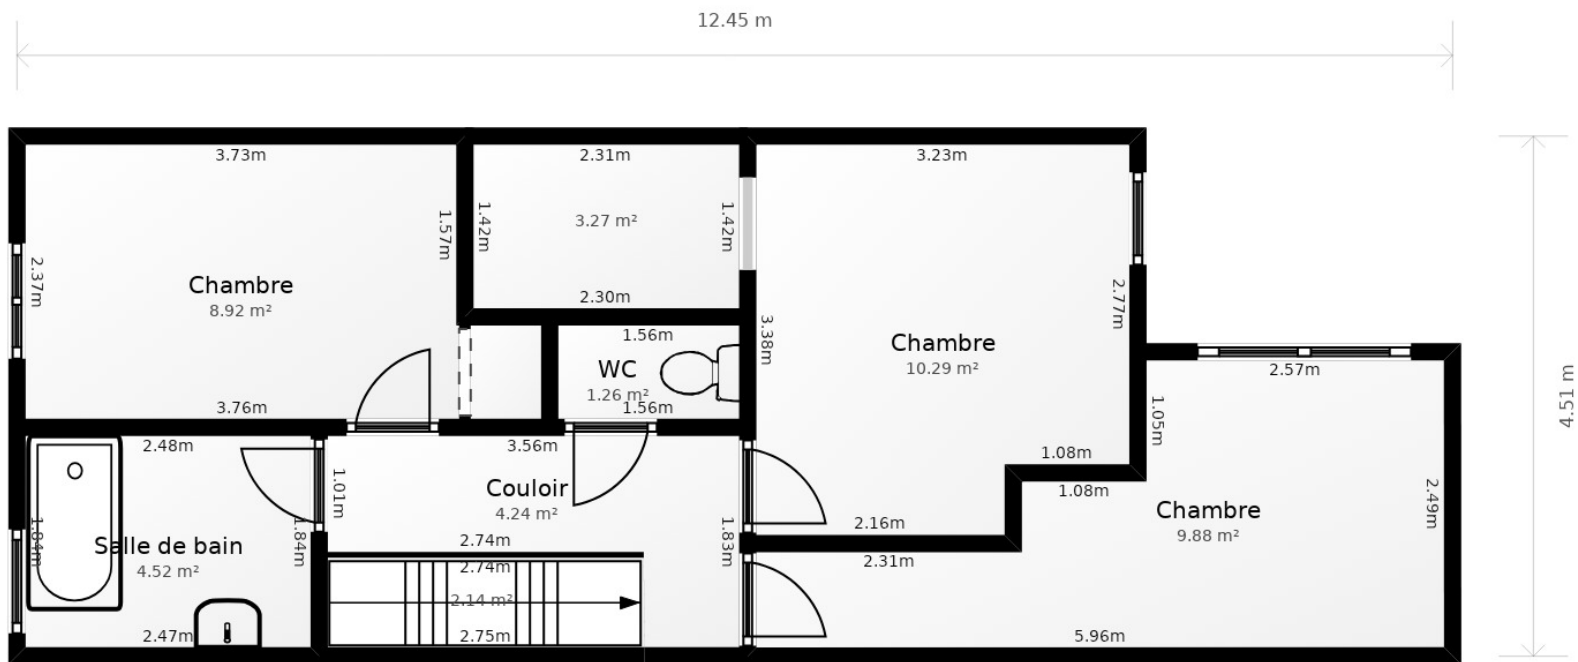 12.45 m
3.73m
2.31m
3.23m
1.57m
1.42m
3.27 m²
1.42m
2.37m
Chambre
8.92 m²
2.30m
2.77m
4.51 m
1.56m
3.38m
Chambre
10.29 m²
WC
1.26 m²
2.57m
3.76m
1.56m
1.05m
2.48m
3.56m
1.08m
1.01m
Couloir
4.24 m²
1.08m
2.49m
Chambre
9.88 m²
1.84m
Salle de bain
4.52 m²
1.84m
2.74m
1.83m
2.16m
2.31m
2.74m
2.14 m²
2.47m
2.75m
5.96m